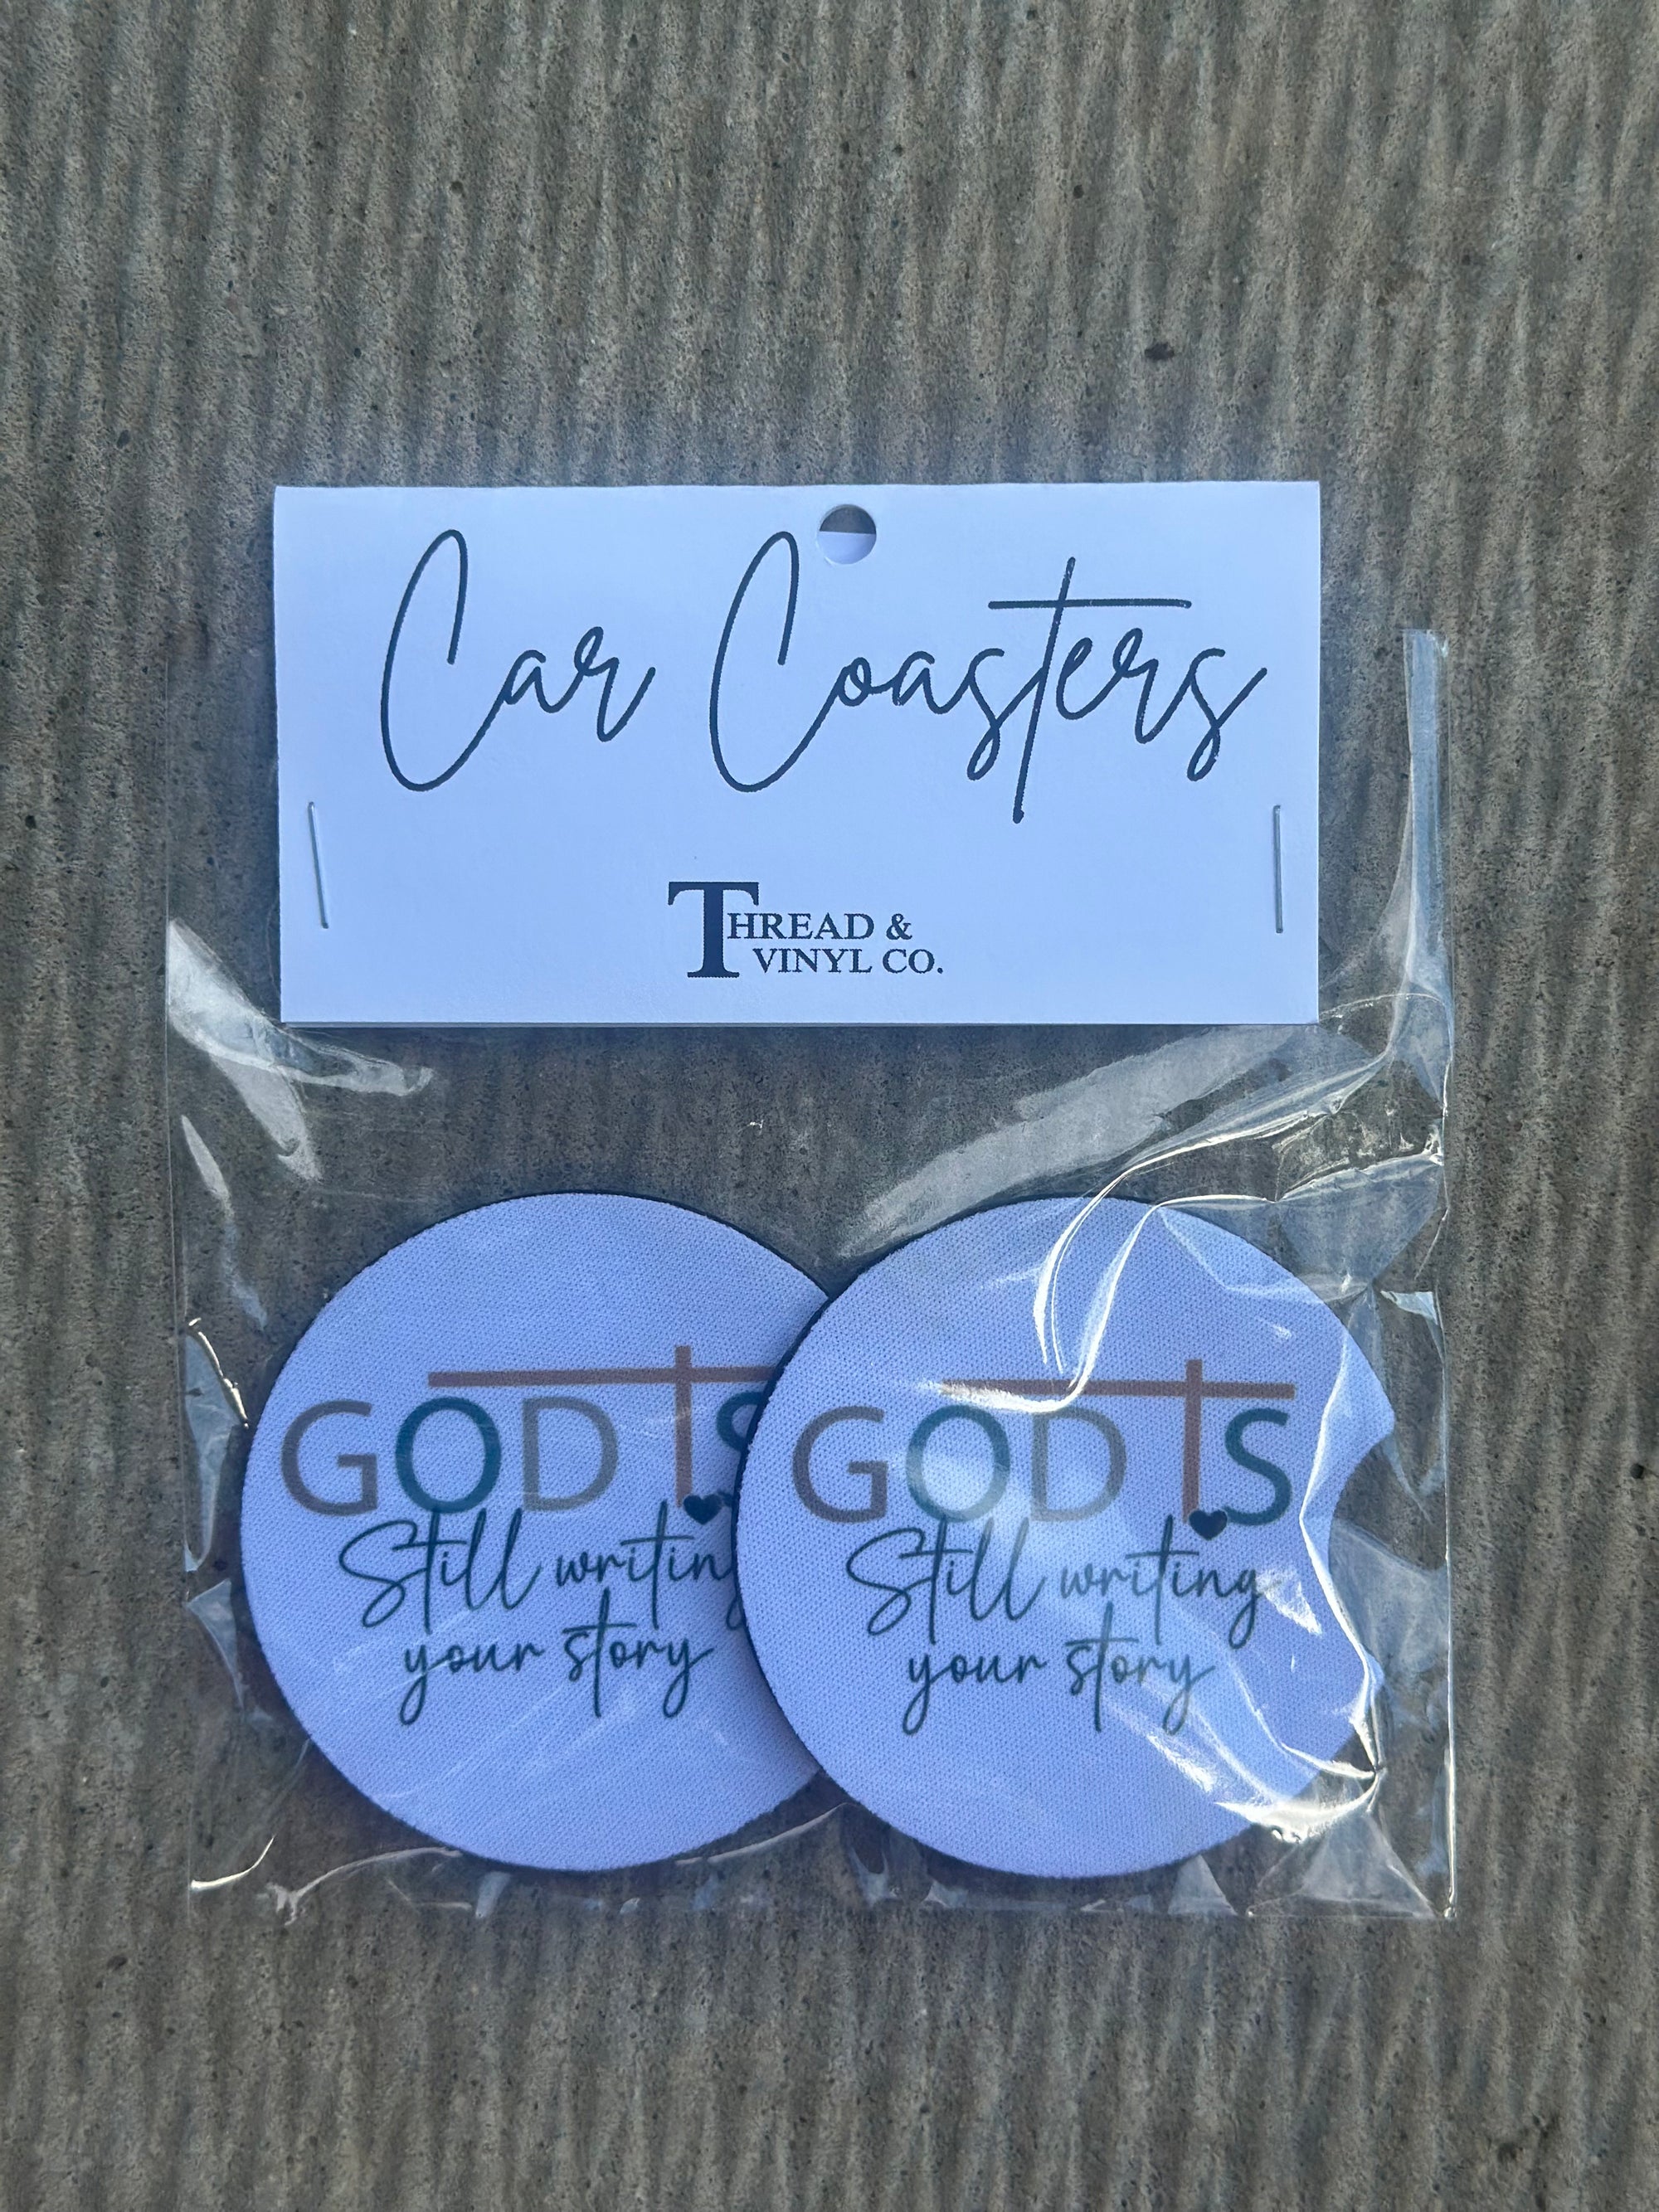 Car Coasters
THREAD &
VINYL CO.
GOD IS
Still writing
your story
GOD IS
Still writing
your story